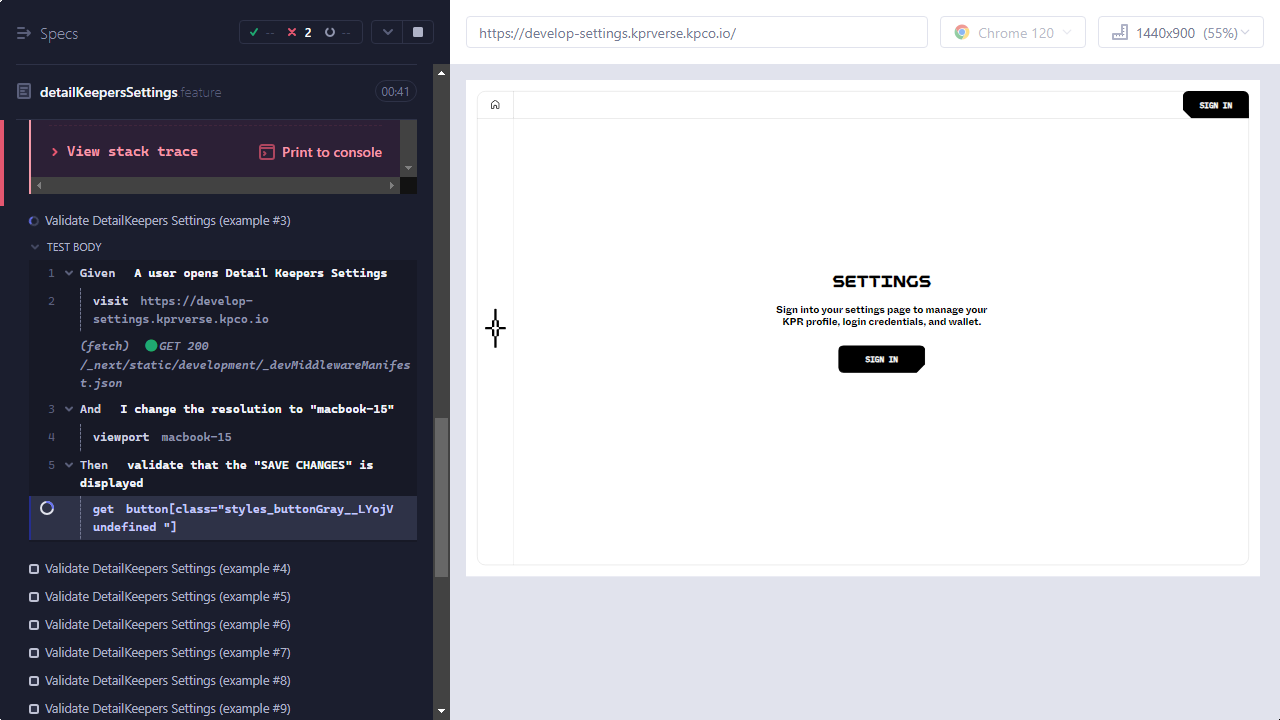 Specs
--
2
--
detailKeepersSettings feature
00:41
View stack trace
Print to console
Validate DetailKeepers Settings (example #3)
TEST BODY
1 Given A user opens Detail Keepers Settings
2 visit https://develop-
settings.kprverse.kpco.io
(fetch) GET 200
/_next/static/development/_devMiddlewareManifes
t.json
3 And I change the resolution to "macbook-15"
4 viewport macbook-15
5 Then validate that the "SAVE CHANGES" is
displayed
get button[class="styles_buttonGray__LYojV
undefined "]
Validate DetailKeepers Settings (example #4)
Validate DetailKeepers Settings (example #5)
Validate DetailKeepers Settings (example #6)
Validate DetailKeepers Settings (example #7)
Validate DetailKeepers Settings (example #8)
Validate DetailKeepers Settings (example #9)
https://develop-settings.kprverse.kpco.io/
Chrome 120
1440x900 (55%)
SIGN IN
SETTINGS
Sign into your settings page to manage your
KPR profile, login credentials, and wallet.
SIGN IN